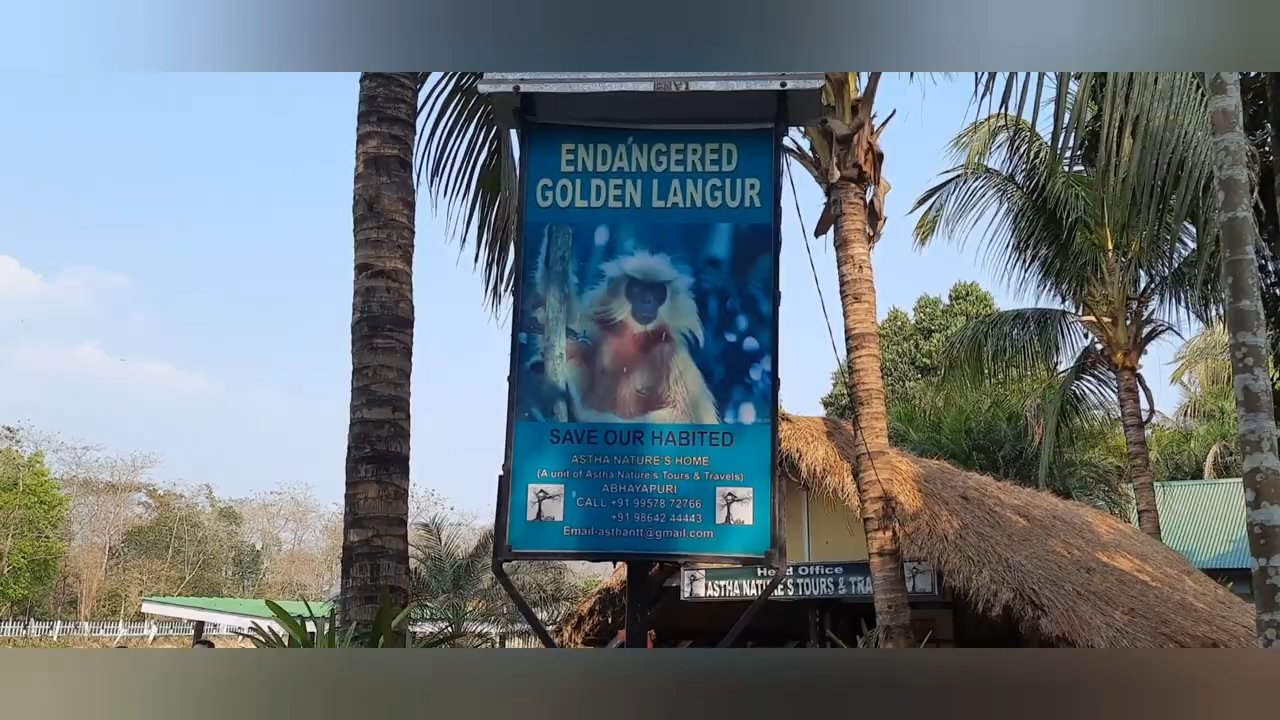 ENDANGERED
GOLDEN LANGUR
SAVE OUR HABITED
ASTHA NATURE'S HOME
(A unit of Astha Nature's Tours & Travels)
ABHAYAPURI
CALL +91 99578 72766
+91 98642 44443
Email-asthantt@gmail.com
Head Office
ASTHA NATURE'S TOURS &